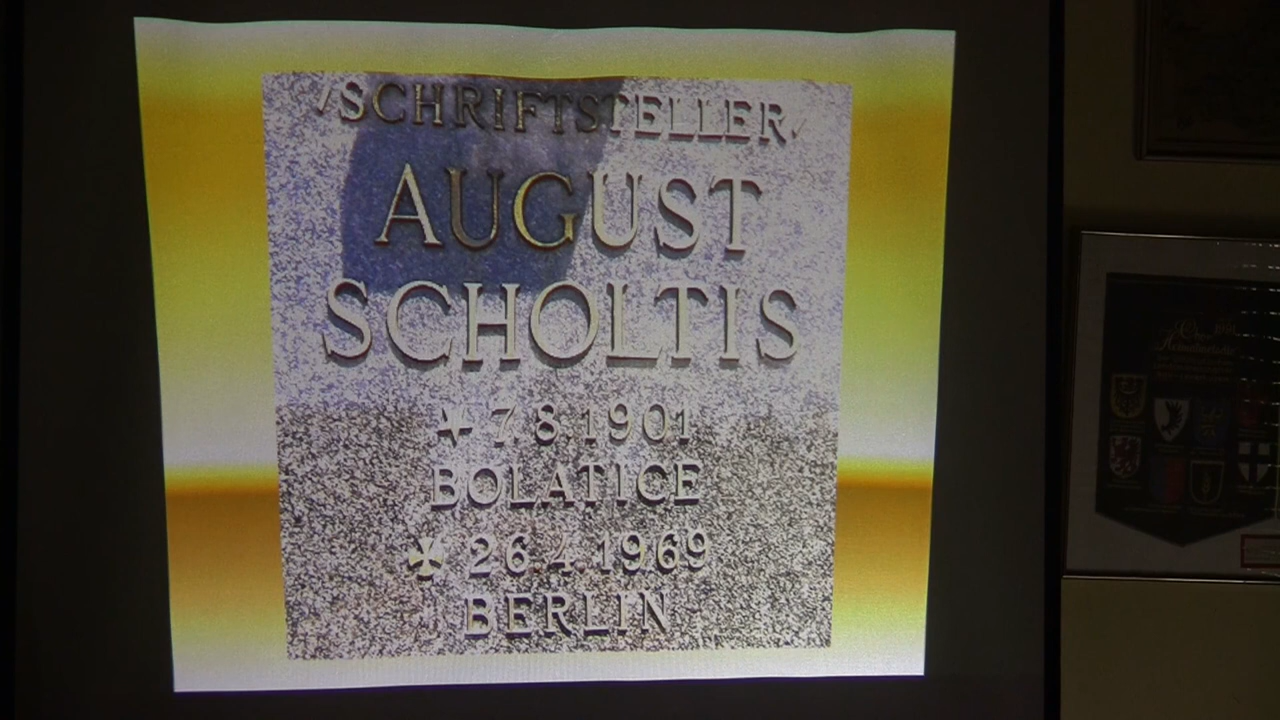 SCHRIFTSTELLER
AUGUST
SCHOLTIS
* 7.8.1901
BOLATICE
✠ 26.4.1969
BERLIN